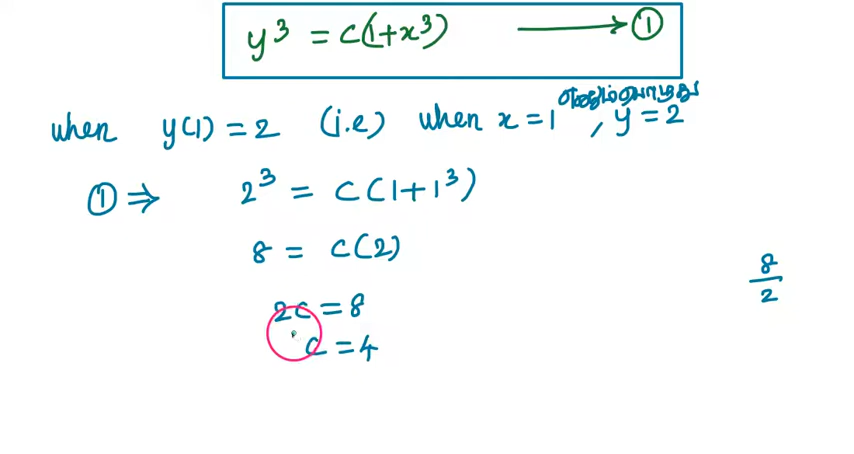 y³ = c(1+x³) ⟶ ①
when y(1) = 2 (i.e) when x = 1, y = 2
① ⇒ 2³ = c(1+1³)
8 = c(2)
2c = 8
8/2
c = 4